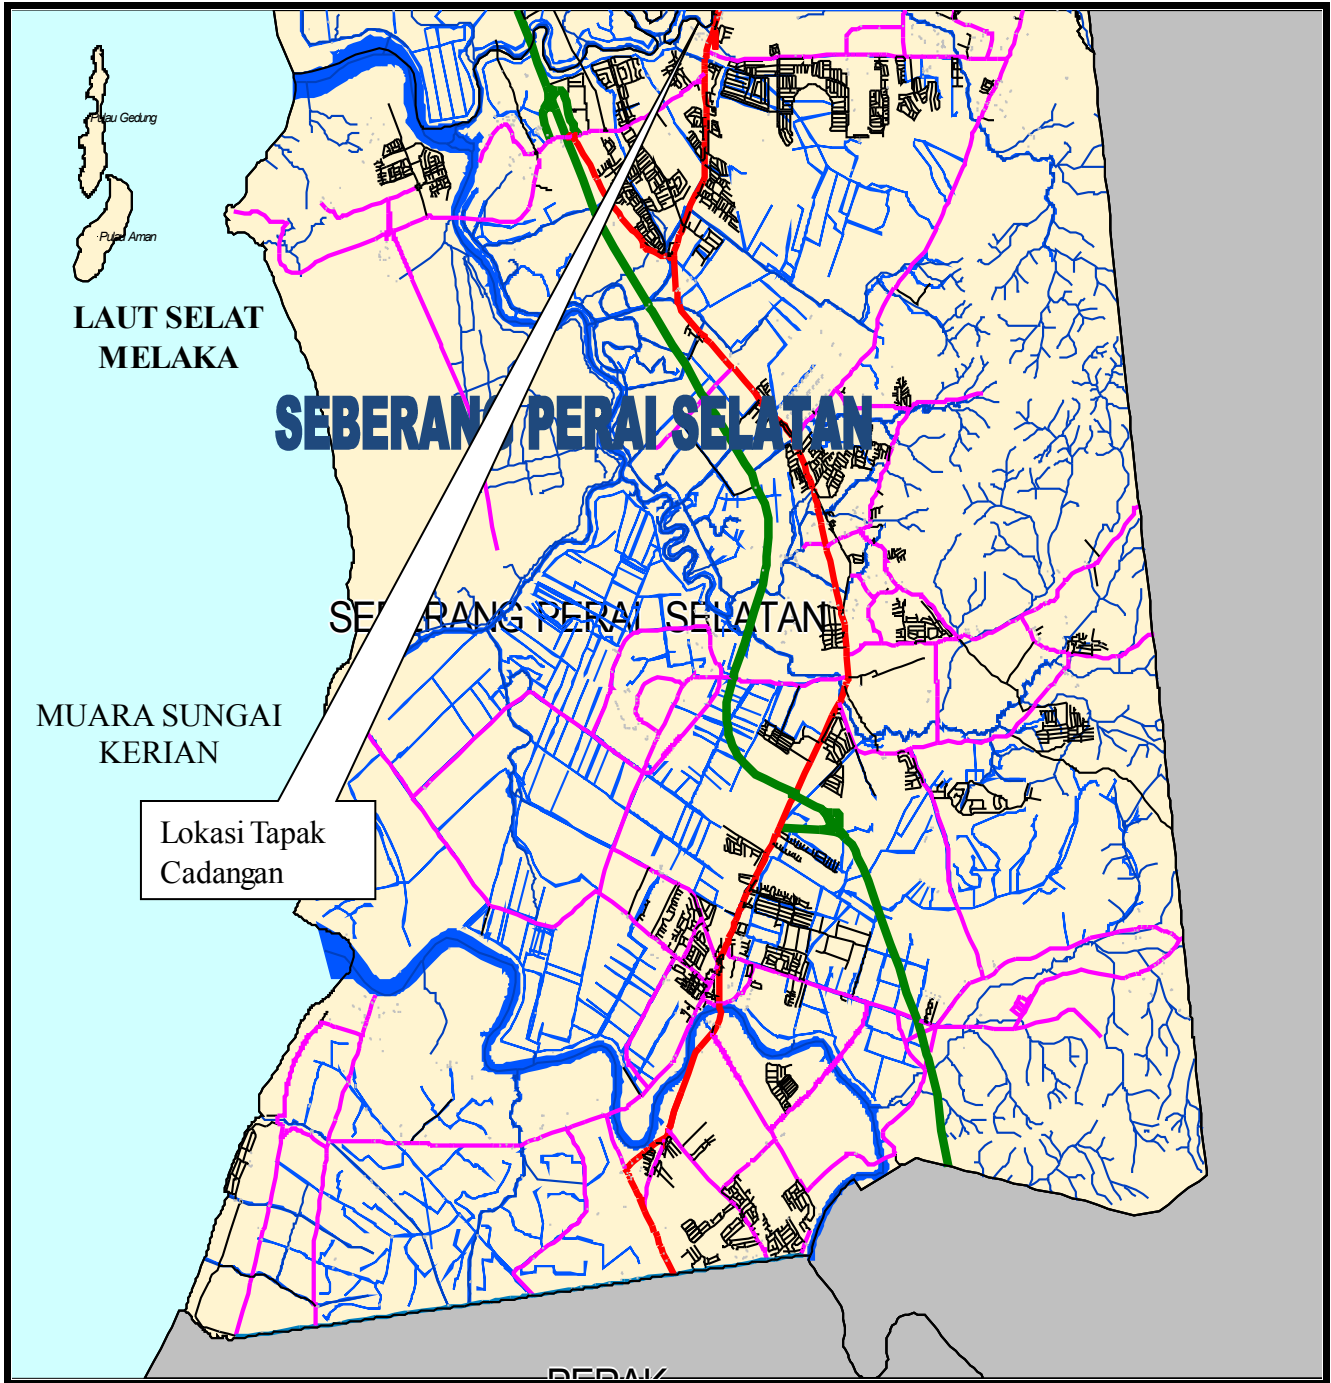 Pulau Gedung
Pulau Aman
LAUT SELAT
MELAKA
SEBERANG PERAI SELATAN
SEBERANG PERAI SELATAN
MUARA SUNGAI
KERIAN
Lokasi Tapak
Cadangan
PERAK